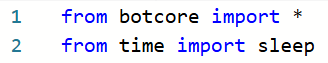 1 from botcore import *
2 from time import sleep